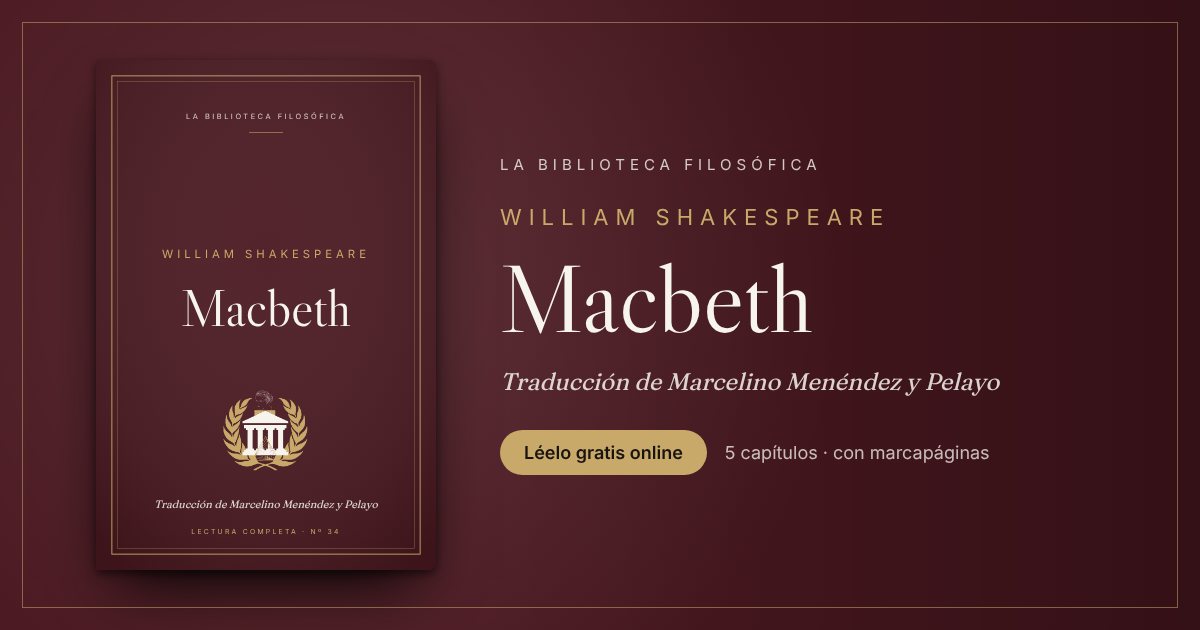 LA BIBLIOTECA FILOSÓFICA
WILLIAM SHAKESPEARE
Macbeth
Traducción de Marcelino Menéndez y Pelayo
LECTURA COMPLETA · Nº 34
LA BIBLIOTECA FILOSÓFICA
WILLIAM SHAKESPEARE
Macbeth
Traducción de Marcelino Menéndez y Pelayo
Léelo gratis online
5 capítulos · con marcapáginas